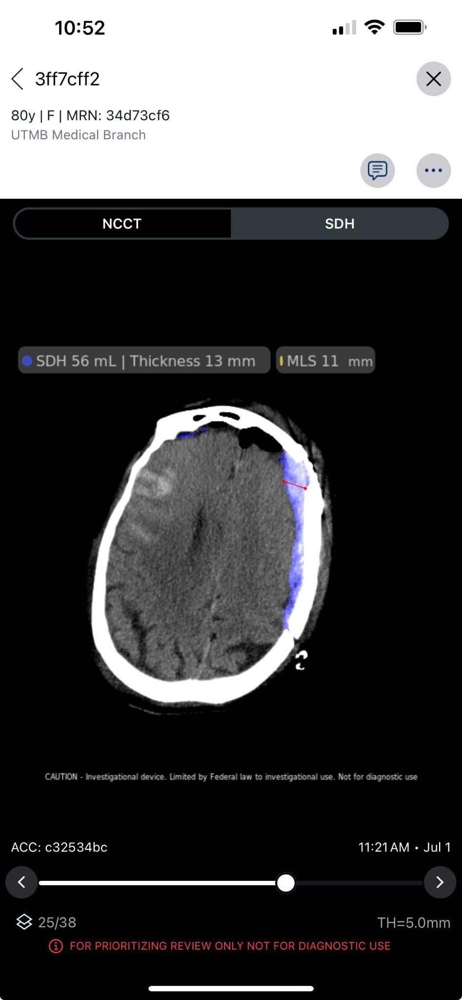 10:52
3ff7cff2
80y | F | MRN: 34d73cf6
UTMB Medical Branch
NCCT
SDH
SDH 56 mL | Thickness 13 mm
MLS 11 mm
CAUTION - Investigational device. Limited by Federal law to investigational use. Not for diagnostic use
ACC: c32534bc
11:21 AM • Jul 1
25/38
TH=5.0mm
FOR PRIORITIZING REVIEW ONLY NOT FOR DIAGNOSTIC USE